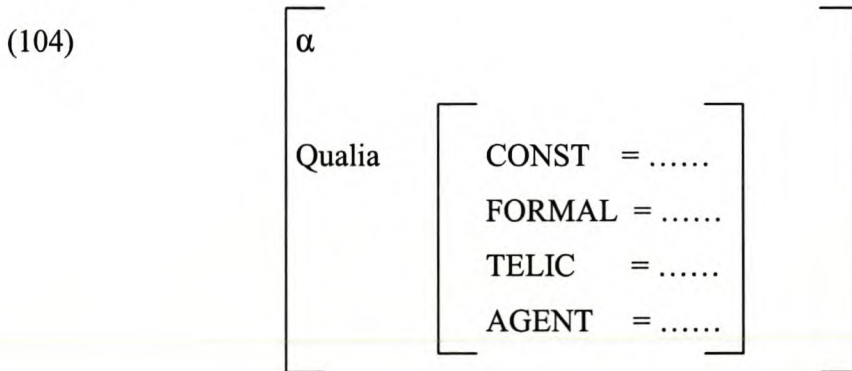 (104) α
Qualia CONST = ......
FORMAL = ......
TELIC = ......
AGENT = ......